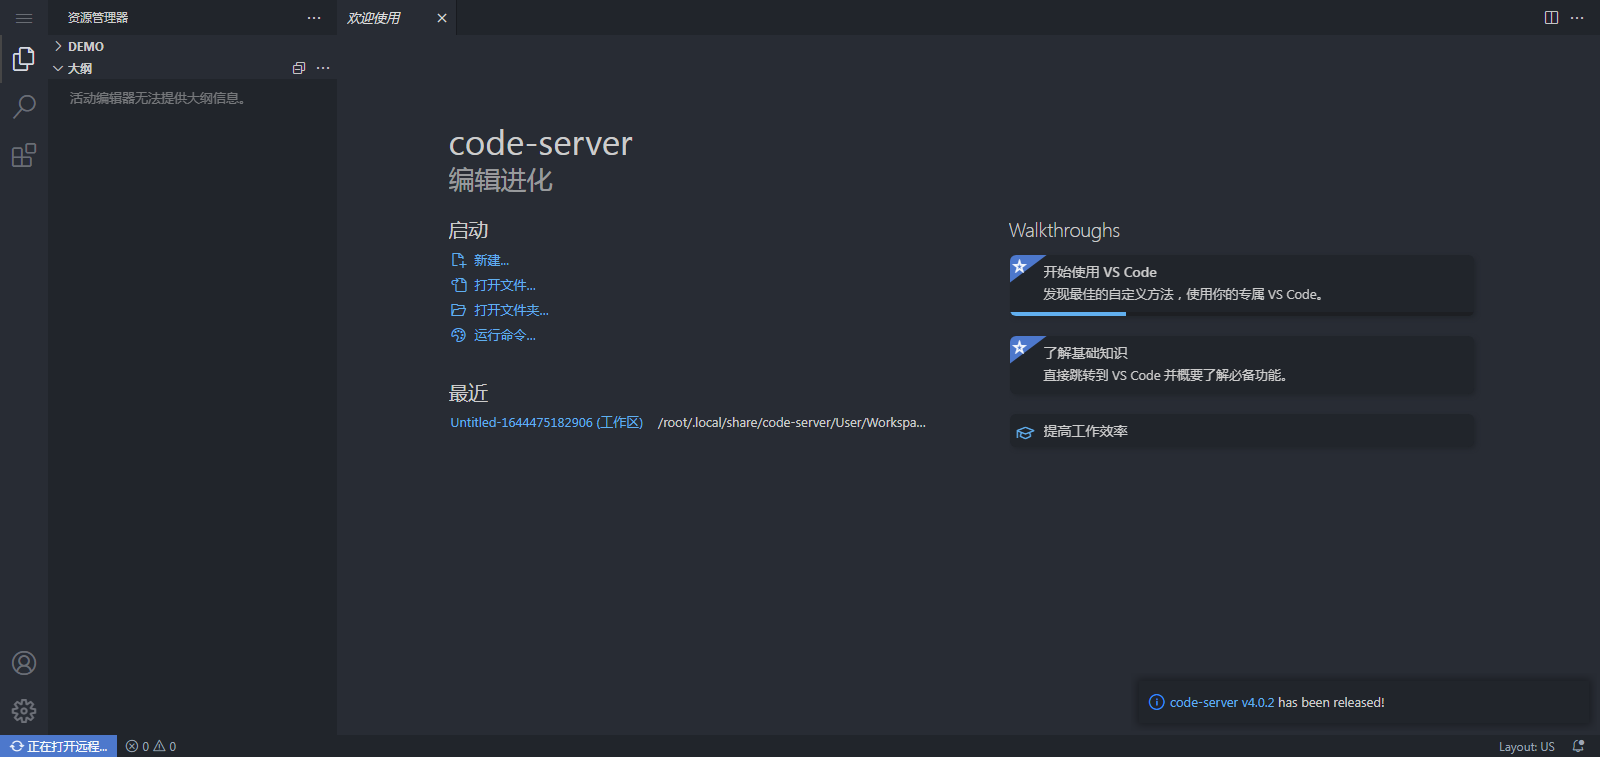 资源管理器
欢迎使用
DEMO
大纲
活动编辑器无法提供大纲信息。
code-server
编辑进化
启动
新建...
打开文件...
打开文件夹...
运行命令...
最近
Untitled-1644475182906 (工作区) /root/.local/share/code-server/User/Workspa...
Walkthroughs
开始使用 VS Code
发现最佳的自定义方法，使用你的专属 VS Code。
了解基础知识
直接跳转到 VS Code 并概要了解必备功能。
提高工作效率
code-server v4.0.2 has been released!
正在打开远程...
0 0
Layout: US